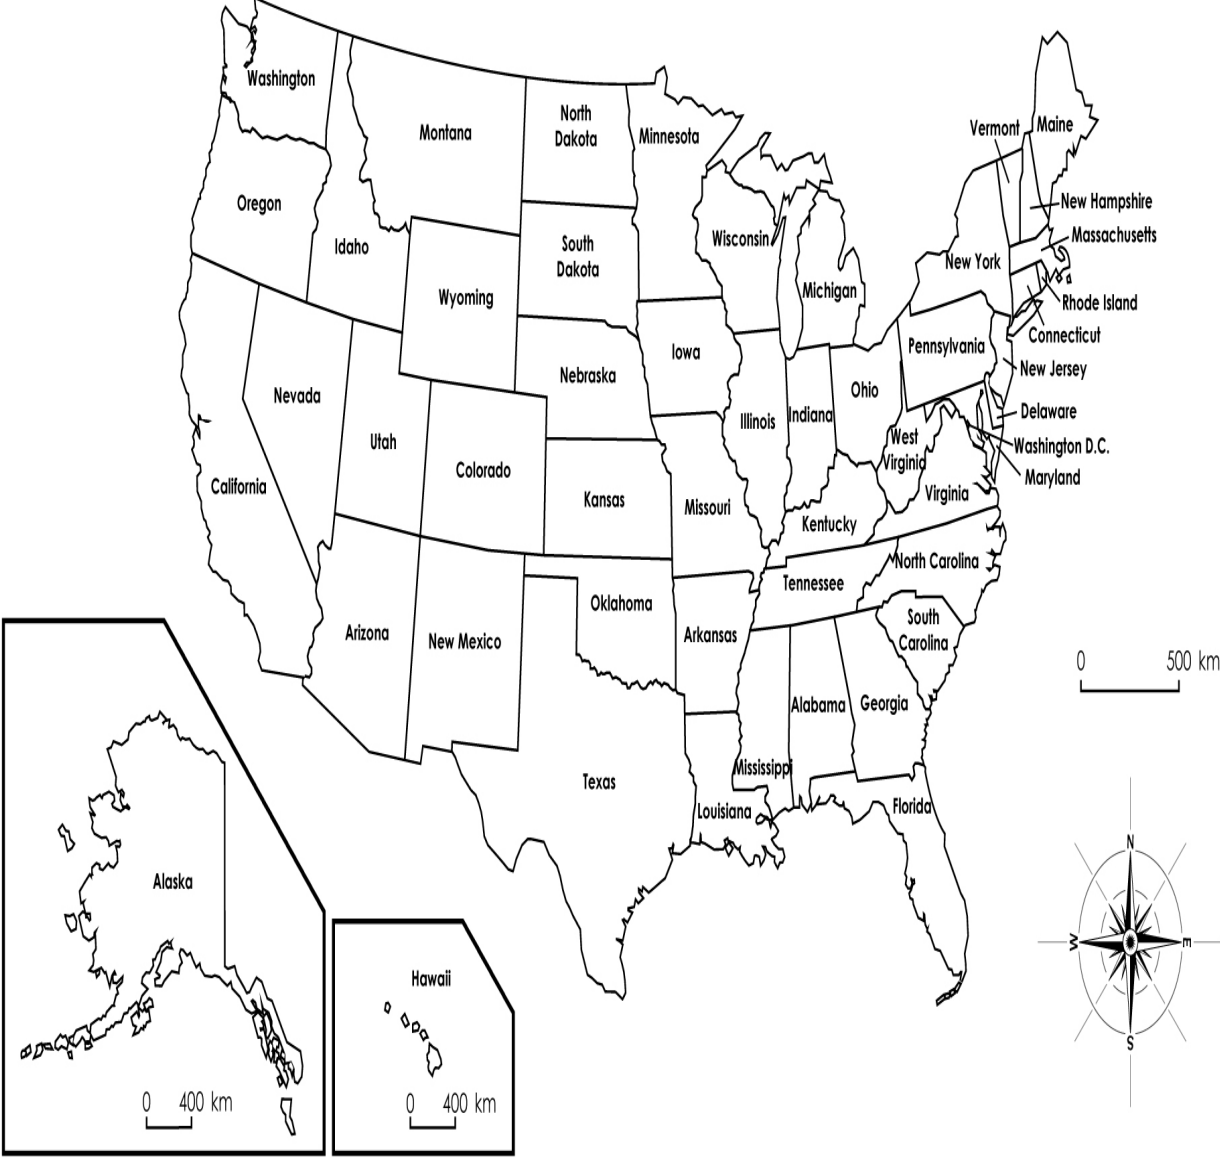 Washington
Montana
North
Dakota
Minnesota
Vermont
Maine
Oregon
Idaho
Wyoming
South
Dakota
Wisconsin
Michigan
New York
New Hampshire
Massachusetts
Rhode Island
Connecticut
Nevada
Utah
Colorado
Nebraska
Iowa
Illinois
Indiana
Ohio
Pennsylvania
New Jersey
Delaware
Washington D.C.
Maryland
West
Virginia
Virginia
California
Kansas
Missouri
Kentucky
Tennessee
North Carolina
South
Carolina
Arizona
New Mexico
Oklahoma
Arkansas
Mississippi
Alabama
Georgia
Texas
Louisiana
Florida
0 500 km
N
W
E
S
Alaska
0 400 km
Hawaii
0 400 km